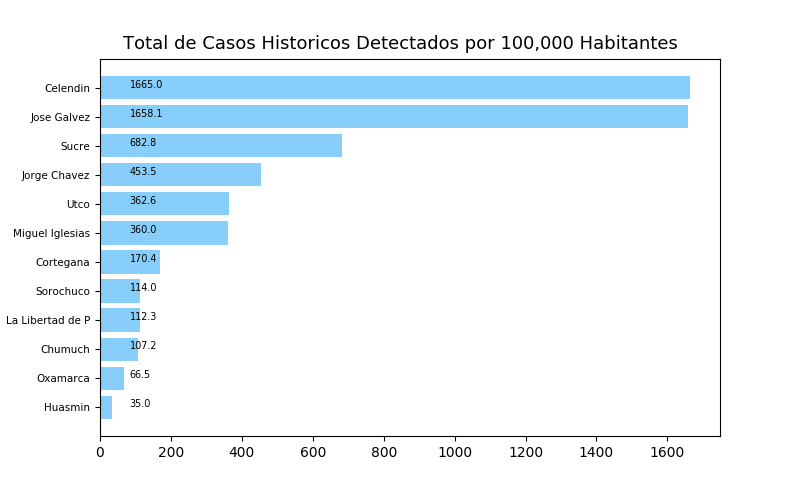 Total de Casos Historicos Detectados por 100,000 Habitantes
Celendin 1665.0
Jose Galvez 1658.1
Sucre 682.8
Jorge Chavez 453.5
Utco 362.6
Miguel Iglesias 360.0
Cortegana 170.4
Sorochuco 114.0
La Libertad de P 112.3
Chumuch 107.2
Oxamarca 66.5
Huasmin 35.0
0 200 400 600 800 1000 1200 1400 1600